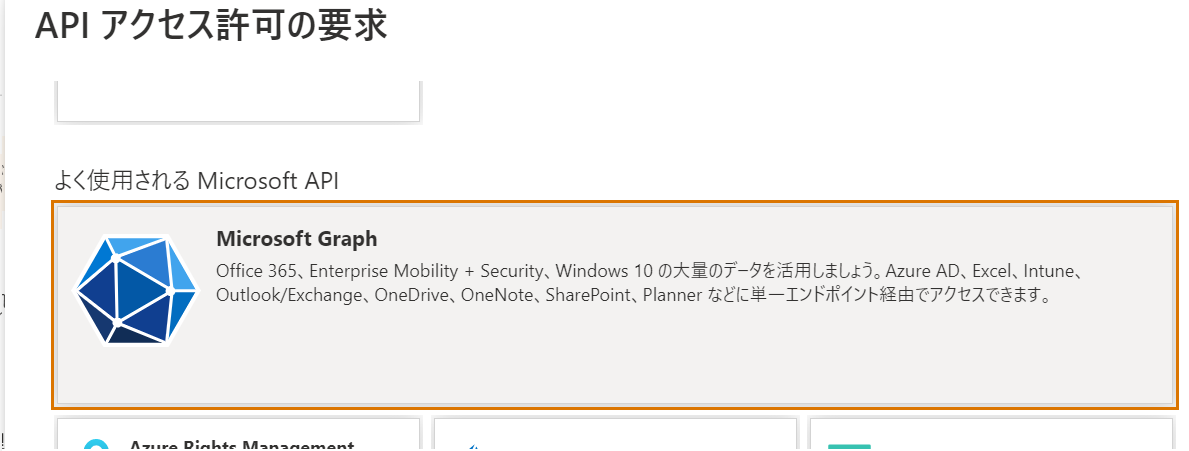 API アクセス許可の要求
よく使用される Microsoft API
Microsoft Graph
Office 365、Enterprise Mobility + Security、Windows 10 の大量のデータを活用しましょう。Azure AD、Excel、Intune、
Outlook/Exchange、OneDrive、OneNote、SharePoint、Planner などに単一エンドポイント経由でアクセスできます。
Azure Rights Management